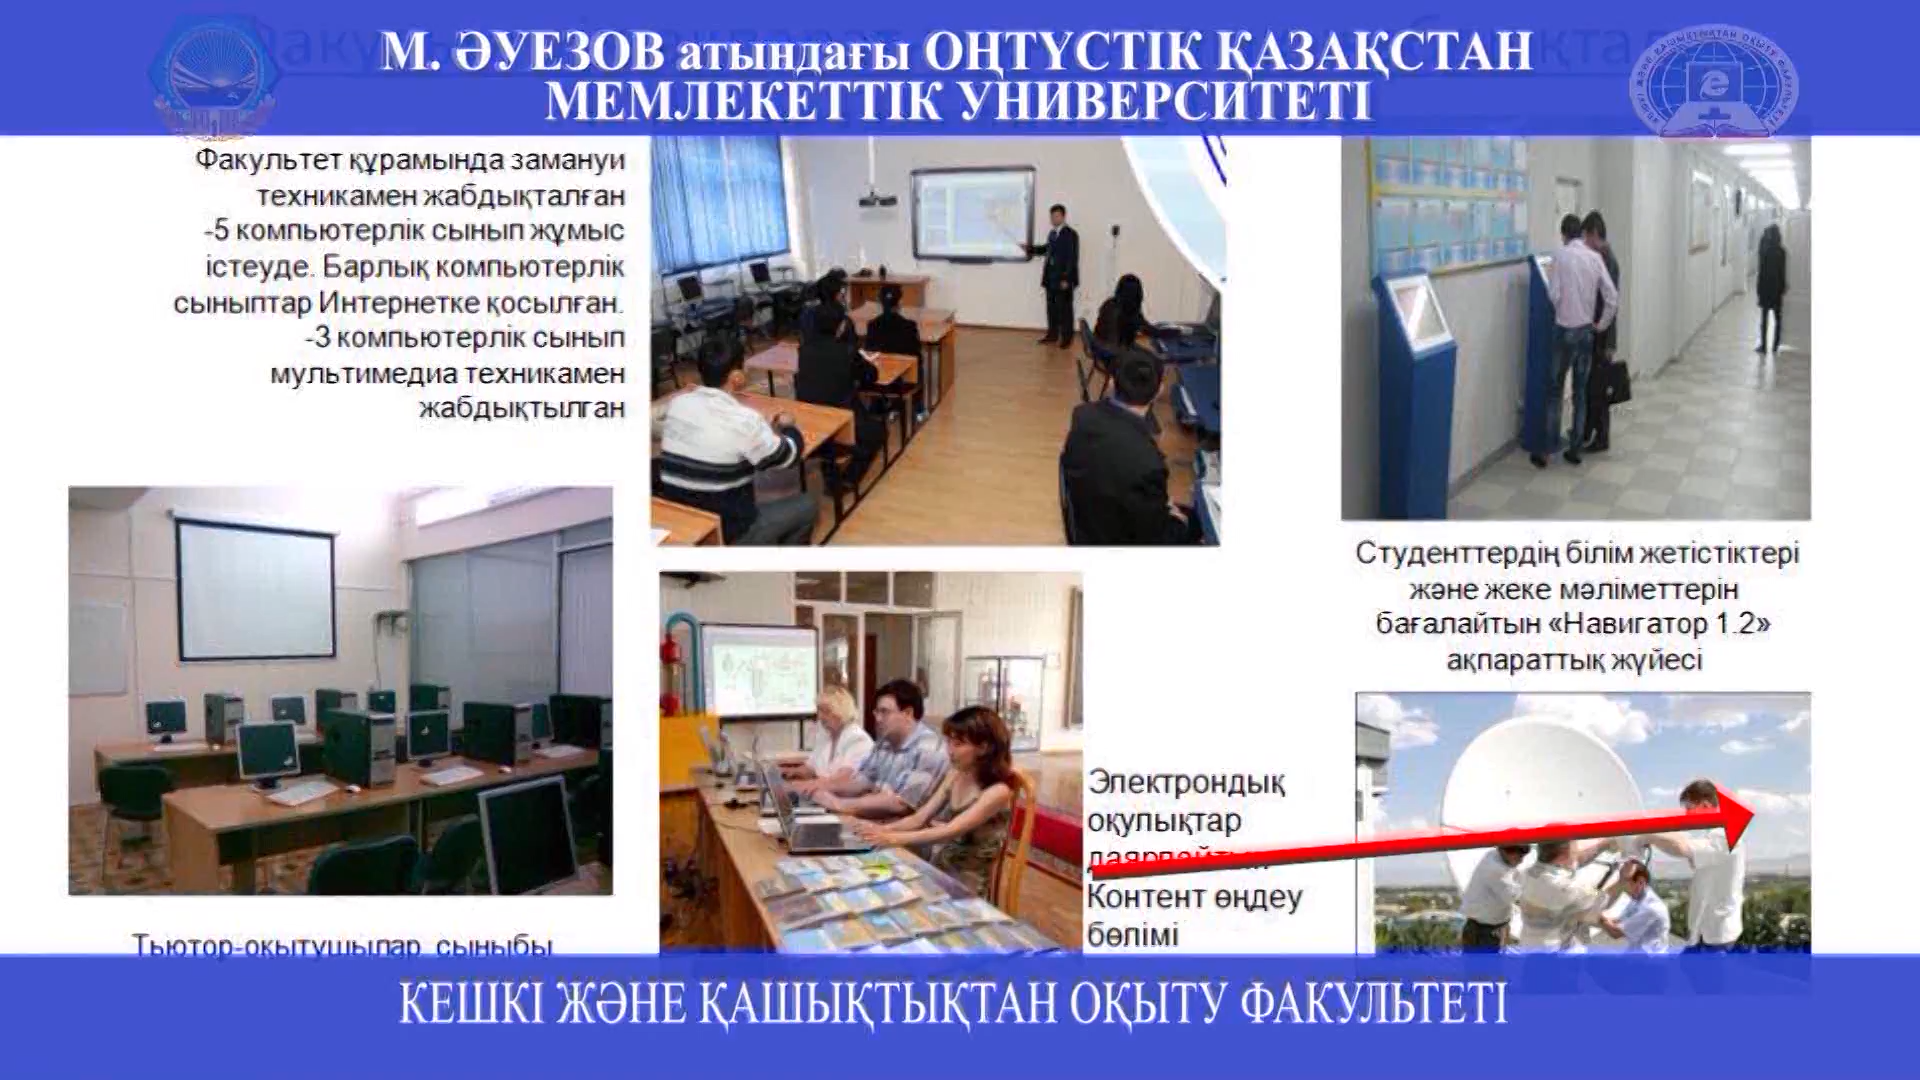 М. ӘУЕЗОВ атындағы ОҢТҮСТІК ҚАЗАҚСТАН
МЕМЛЕКЕТТІК УНИВЕРСИТЕТІ
Факультет құрамында заманауи
техникамен жабдықталған
-5 компьютерлік сынып жұмыс
істеуде. Барлық компьютерлік
сыныптар Интернетке қосылған.
-3 компьютерлік сынып
мультимедиа техникамен
жабдықтылған
Тьютор-оқытушылар сыныбы
Электрондық
оқулықтар
Контент өңдеу
бөлімі
Студенттердің білім жетістіктері
және жеке мәліметтерін
бағалайтын «Навигатор 1.2»
ақпараттық жүйесі
КЕШКІ ЖӘНЕ ҚАШЫҚТЫҚТАН ОҚЫТУ ФАКУЛЬТЕТІ